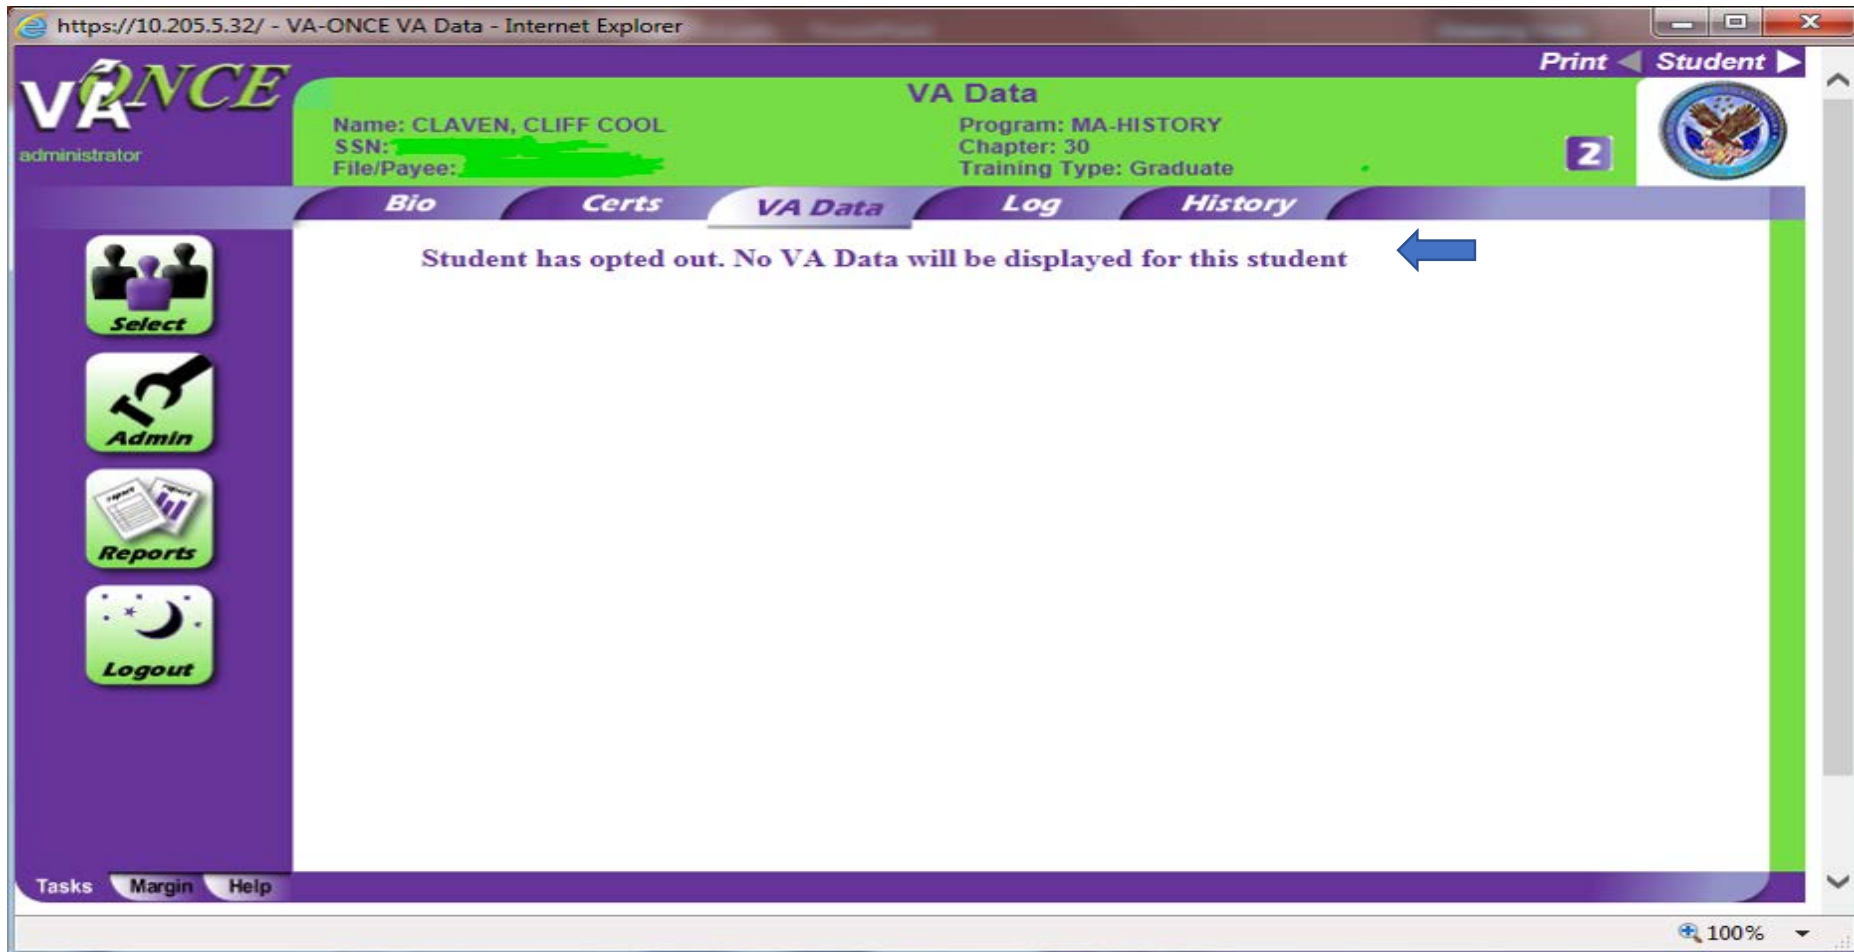 https://10.205.5.32/ - VA-ONCE VA Data - Internet Explorer
Print Student
VA ONCE
administrator
VA Data
Name: CLAVEN, CLIFF COOL
SSN:
File/Payee:
Program: MA-HISTORY
Chapter: 30
Training Type: Graduate
2
Bio Certs VA Data Log History
Student has opted out. No VA Data will be displayed for this student
Select
Admin
Reports
Logout
Tasks Margin Help
100%